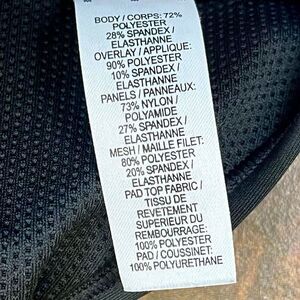 BODY / CORPS: 72%
POLYESTER
28% SPANDEX /
ELASTHANNE
OVERLAY / APPLIQUE:
90% POLYESTER
10% SPANDEX /
ELASTHANNE
PANELS / PANNEAUX:
73% NYLON /
POLYAMIDE
27% SPANDEX /
ELASTHANNE
MESH / MAILLE FILET:
80% POLYESTER
20% SPANDEX /
ELASTHANNE
PAD TOP FABRIC /
TISSU DE
REVETEMENT
SUPERIEUR DU
REMBOURRAGE:
100% POLYESTER
PAD / COUSSINET:
100% POLYURETHANE